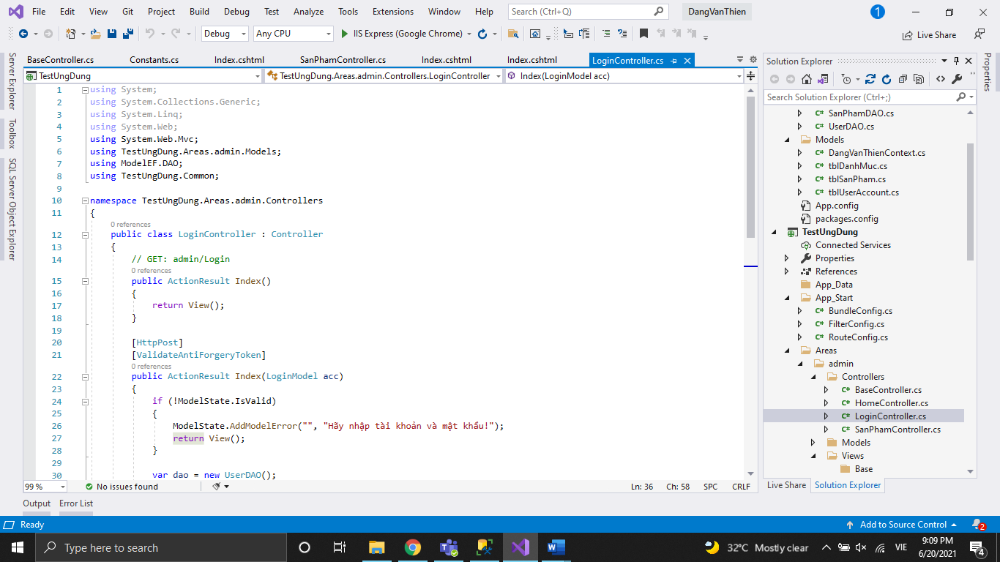 File Edit View Git Project Build Debug Test Analyze Tools Extensions Window Help Search (Ctrl+Q) DangVanThien 1
Debug Any CPU IIS Express (Google Chrome) Live Share
BaseController.cs Constants.cs Index.cshtml SanPhamController.cs Index.cshtml Index.cshtml LoginController.cs
TestUngDung TestUngDung.Areas.admin.Controllers.LoginController Index(LoginModel acc)
Server Explorer
Toolbox
SQL Server Object Explorer
1 using System;
2 using System.Collections.Generic;
3 using System.Linq;
4 using System.Web;
5 using System.Web.Mvc;
6 using TestUngDung.Areas.admin.Models;
7 using ModelEF.DAO;
8 using TestUngDung.Common;
9
10 namespace TestUngDung.Areas.admin.Controllers
11 {
0 references
12 public class LoginController : Controller
13 {
14 // GET: admin/Login
0 references
15 public ActionResult Index()
16 {
17 return View();
18 }
19
20 [HttpPost]
21 [ValidateAntiForgeryToken]
0 references
22 public ActionResult Index(LoginModel acc)
23 {
24 if (!ModelState.IsValid)
25 {
26 ModelState.AddModelError("", "Hãy nhập tài khoản và mật khẩu!");
27 return View();
28 }
29
30 var dao = new UserDAO();
99 % No issues found Ln: 36 Ch: 58 SPC CRLF
Solution Explorer
Search Solution Explorer (Ctrl+;)
SanPhamDAO.cs
UserDAO.cs
Models
DangVanThienContext.cs
tblDanhMuc.cs
tblSanPham.cs
tblUserAccount.cs
App.config
packages.config
TestUngDung
Connected Services
Properties
References
App_Data
App_Start
BundleConfig.cs
FilterConfig.cs
RouteConfig.cs
Areas
admin
Controllers
BaseController.cs
HomeController.cs
LoginController.cs
SanPhamController.cs
Models
Views
Base
Live Share Solution Explorer
Properties
Output Error List
Ready Add to Source Control 2
Type here to search 32°C Mostly clear VIE 9:09 PM 6/20/2021 4